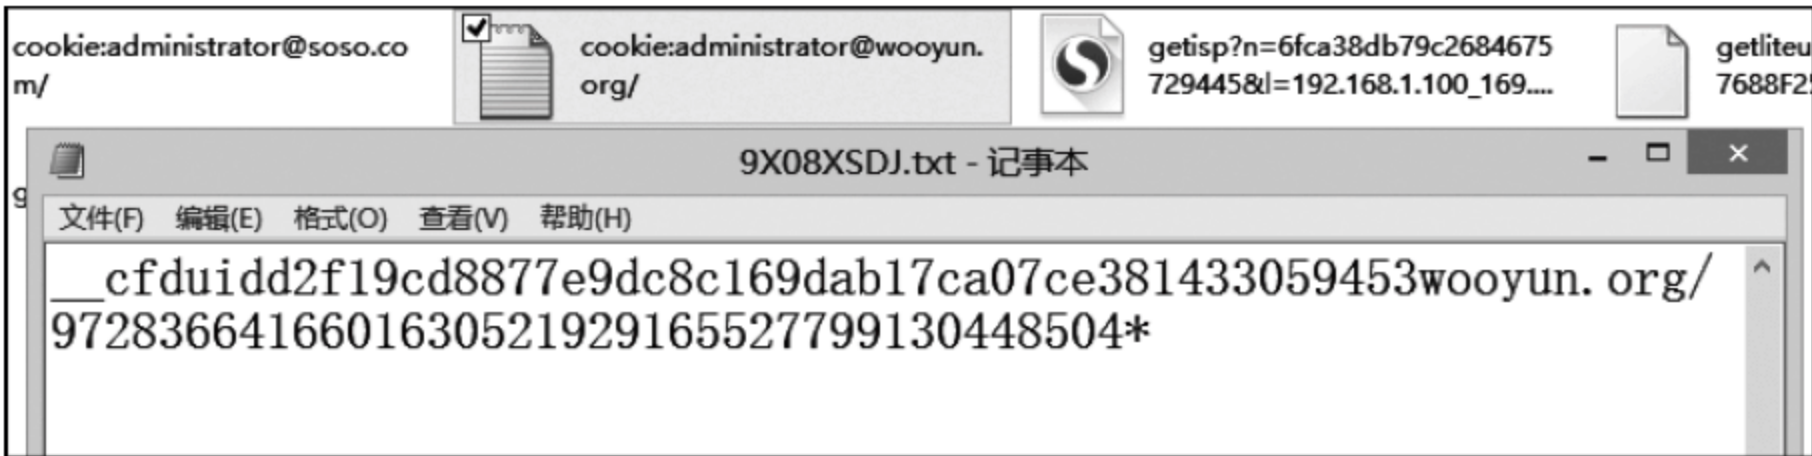 cookie:administrator@soso.co
m/
cookie:administrator@wooyun.
org/
getisp?n=6fca38db79c2684675
729445&l=192.168.1.100_169....
getliteu
7688F2
9X08XSDJ.txt - 记事本
文件(F) 编辑(E) 格式(O) 查看(V) 帮助(H)
__cfduidd2f19cd8877e9dc8c169dab17ca07ce381433059453wooyun.org/
9728366416601630521929165527799130448504*